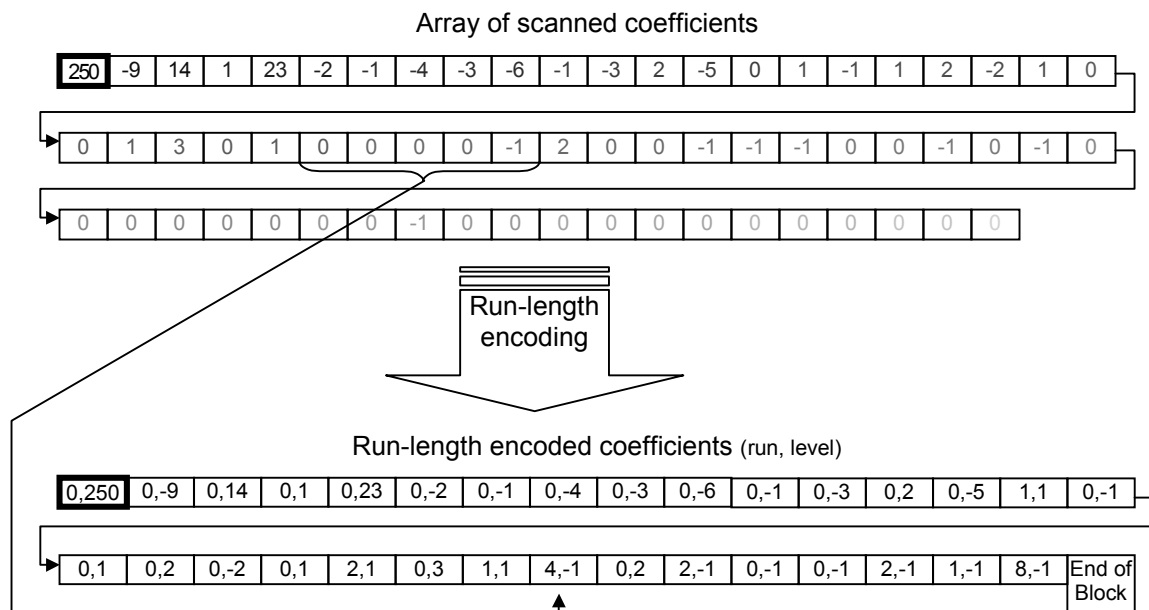 Array of scanned coefficients
250 -9 14 1 23 -2 -1 -4 -3 -6 -1 -3 2 -5 0 1 -1 1 2 -2 1 0
0 1 3 0 1 0 0 0 0 -1 2 0 0 -1 -1 -1 0 0 -1 0 -1 0
0 0 0 0 0 0 0 -1 0 0 0 0 0 0 0 0 0 0 0 0
Run-length
encoding
Run-length encoded coefficients (run, level)
0,250 0,-9 0,14 0,1 0,23 0,-2 0,-1 0,-4 0,-3 0,-6 0,-1 0,-3 0,2 0,-5 1,1 0,-1
0,1 0,2 0,-2 0,1 2,1 0,3 1,1 4,-1 0,2 2,-1 0,-1 0,-1 2,-1 1,-1 8,-1 End of
Block